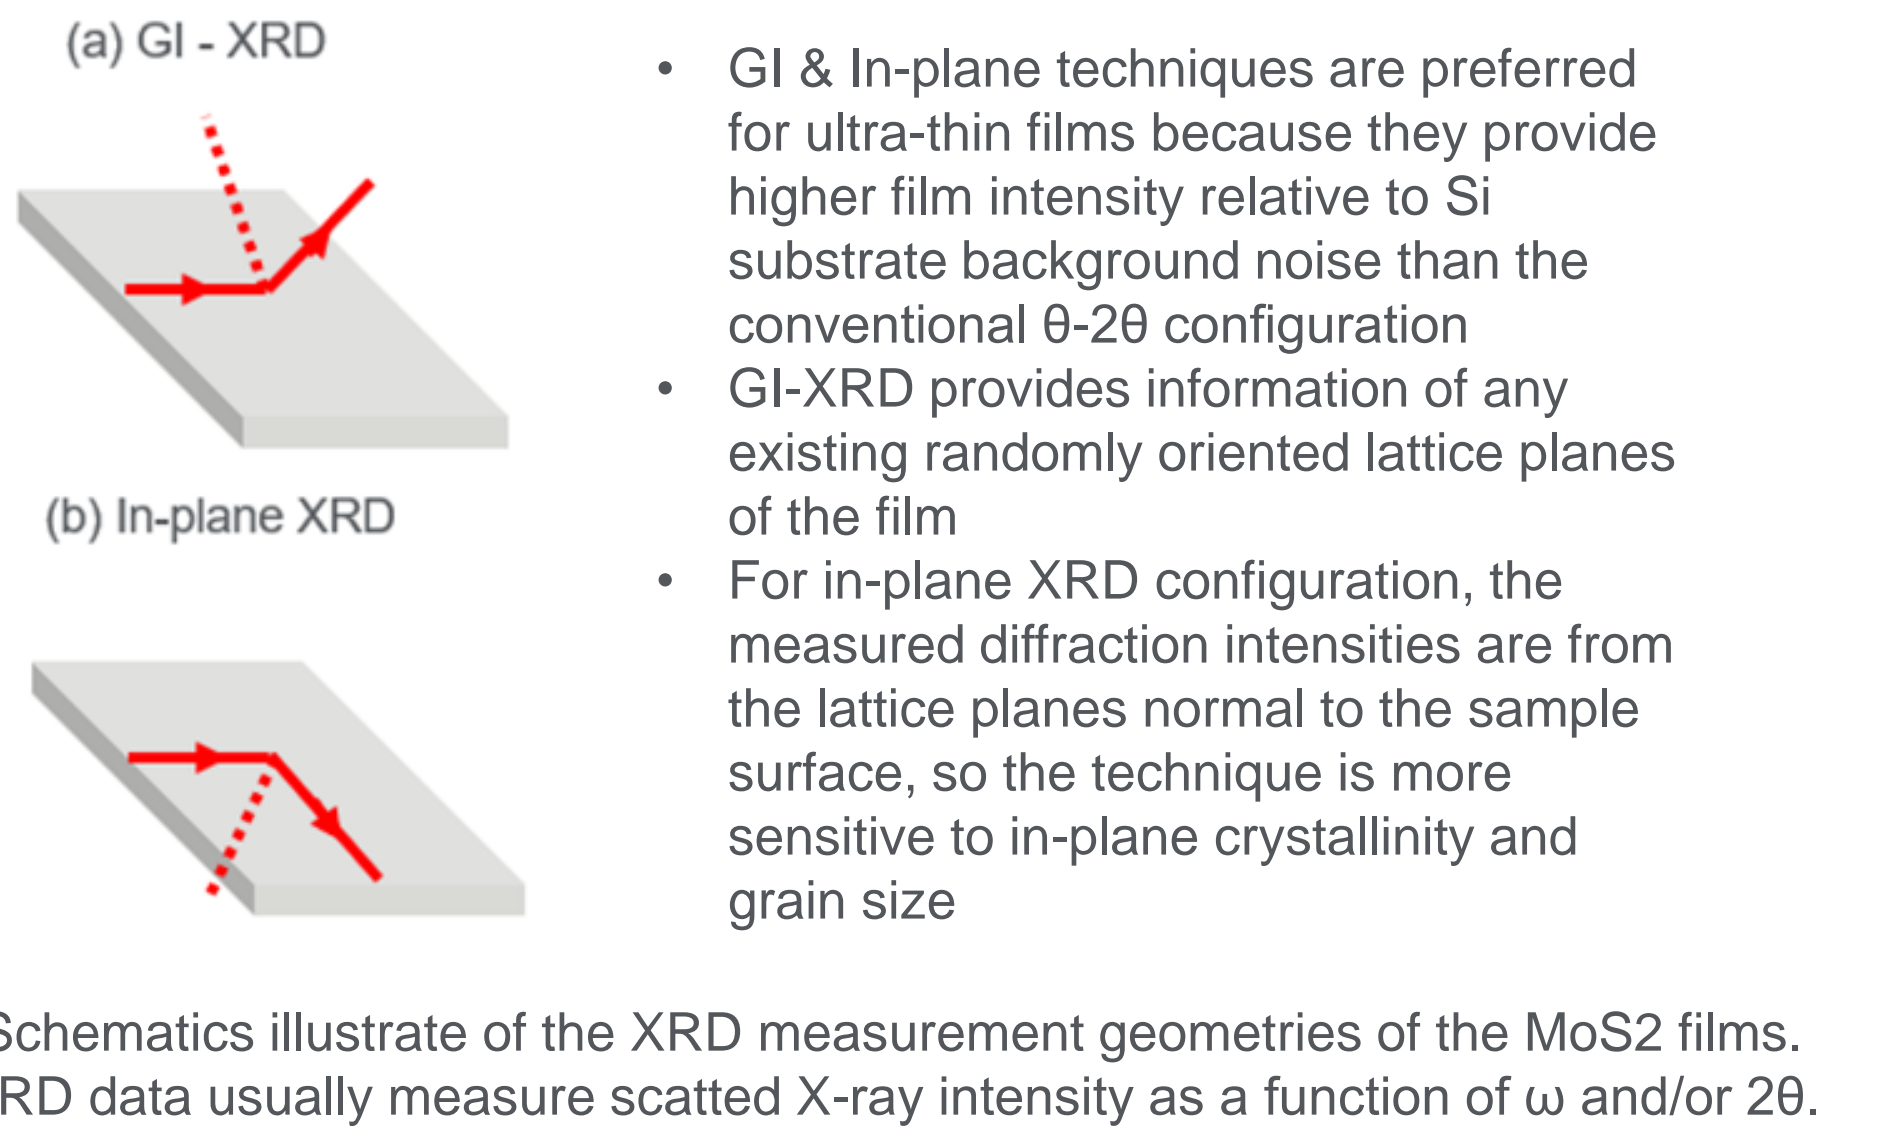 (a) GI - XRD
• GI & In-plane techniques are preferred
for ultra-thin films because they provide
higher film intensity relative to Si
substrate background noise than the
conventional θ-2θ configuration
• GI-XRD provides information of any
existing randomly oriented lattice planes
of the film
(b) In-plane XRD
• For in-plane XRD configuration, the
measured diffraction intensities are from
the lattice planes normal to the sample
surface, so the technique is more
sensitive to in-plane crystallinity and
grain size
Schematics illustrate of the XRD measurement geometries of the MoS2 films.
RD data usually measure scatted X-ray intensity as a function of ω and/or 2θ.